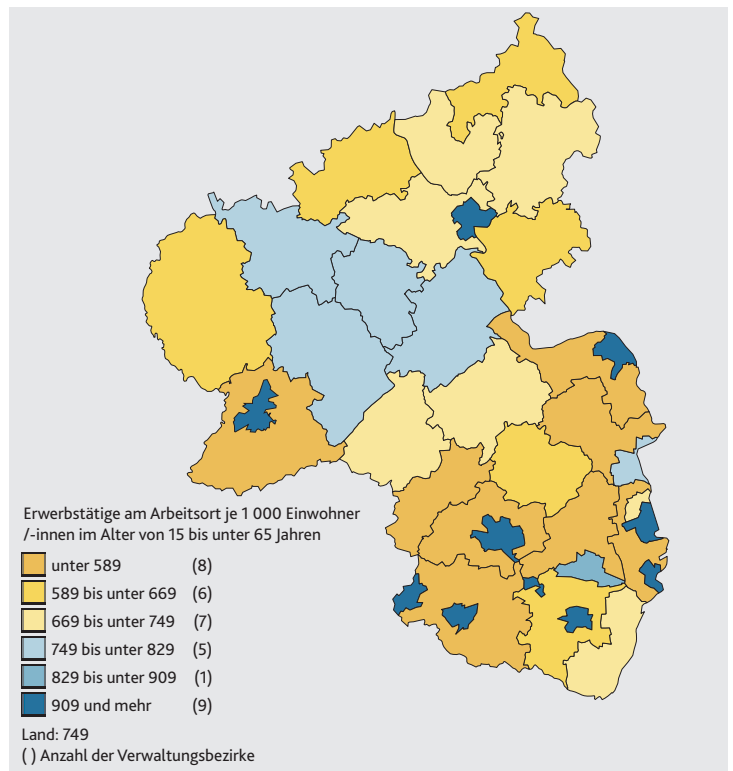 Erwerbstätige am Arbeitsort je 1 000 Einwohner
/-innen im Alter von 15 bis unter 65 Jahren
unter 589 (8)
589 bis unter 669 (6)
669 bis unter 749 (7)
749 bis unter 829 (5)
829 bis unter 909 (1)
909 und mehr (9)
Land: 749
( ) Anzahl der Verwaltungsbezirke